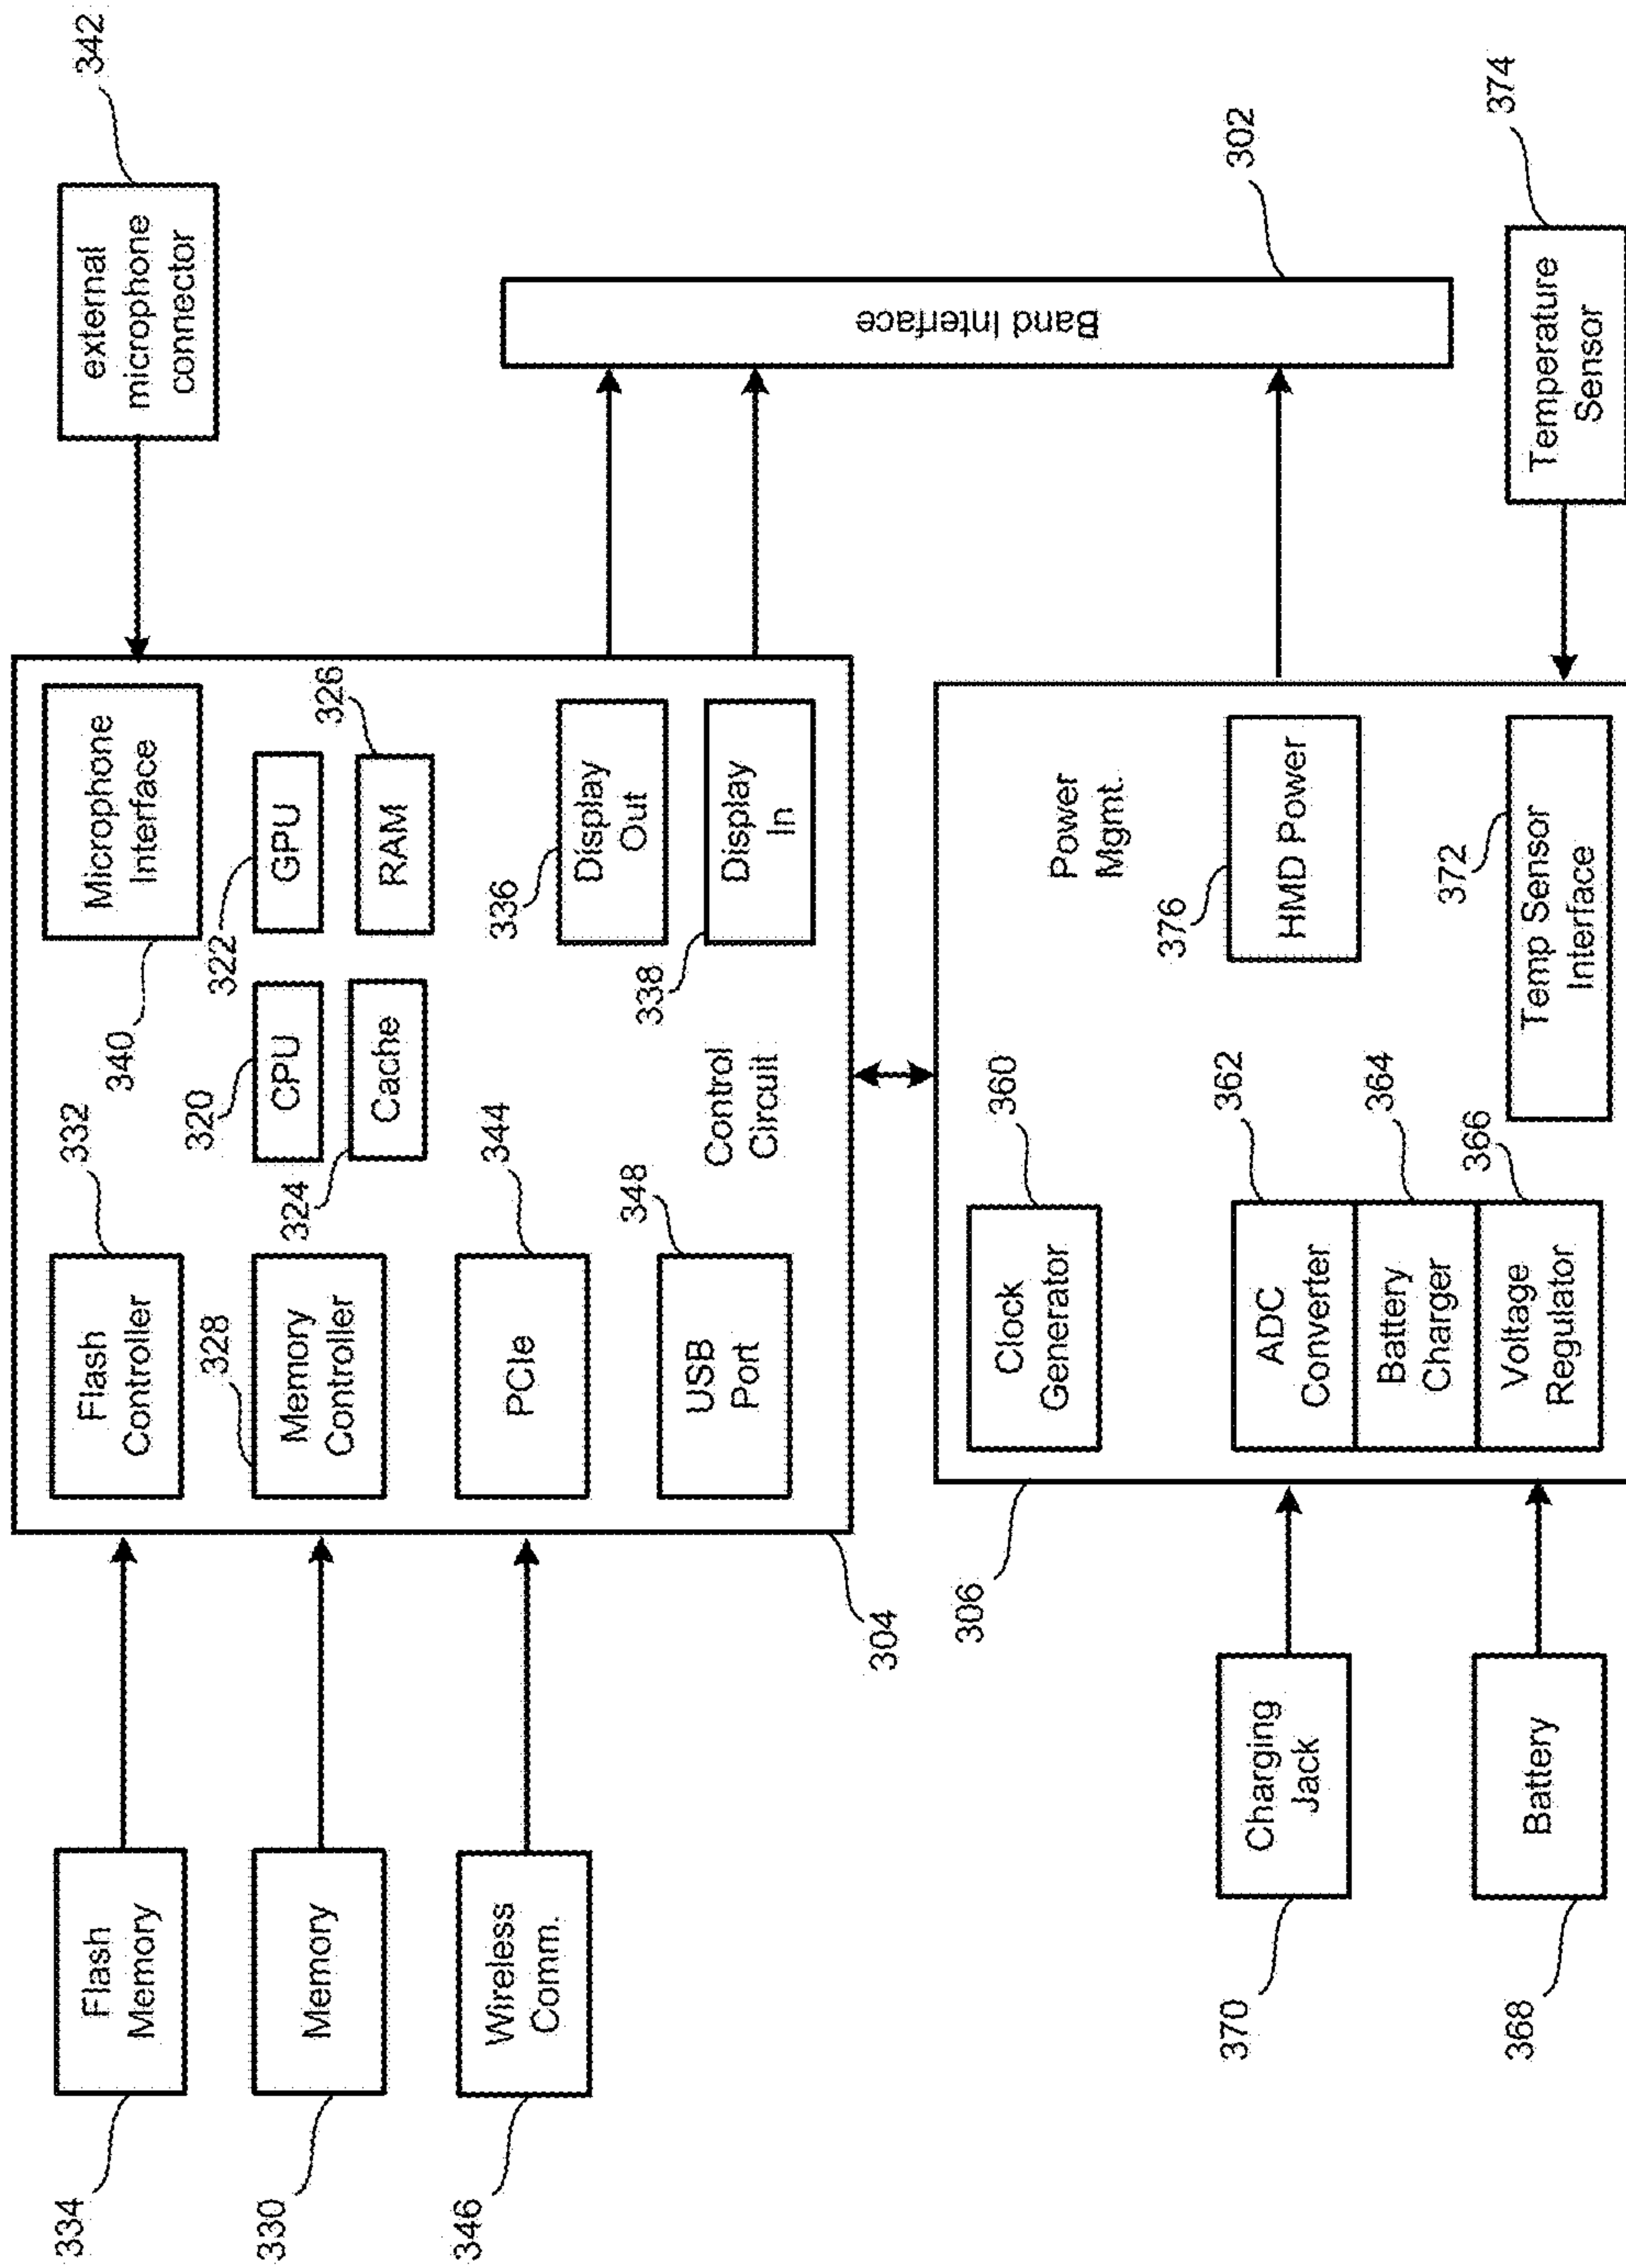 342
external
microphone
connector
Microphone
Interface
340
332
Flash
Controller
Flash
Memory
334
326
322
GPU
RAM
320
CPU
Cache
324
328
Memory
Controller
Memory
330
344
PCIe
Wireless
Comm.
346
336
Display
Out
338
Display
In
Control
Circuit
348
USB
Port
304
302
Band Interface
Power
Mgmt.
360
Clock
Generator
306
376
HMD Power
362
ADC
Converter
364
Battery
Charger
366
Voltage
Regulator
Charging
Jack
370
Battery
368
374
Temperature
Sensor
372
Temp Sensor
Interface